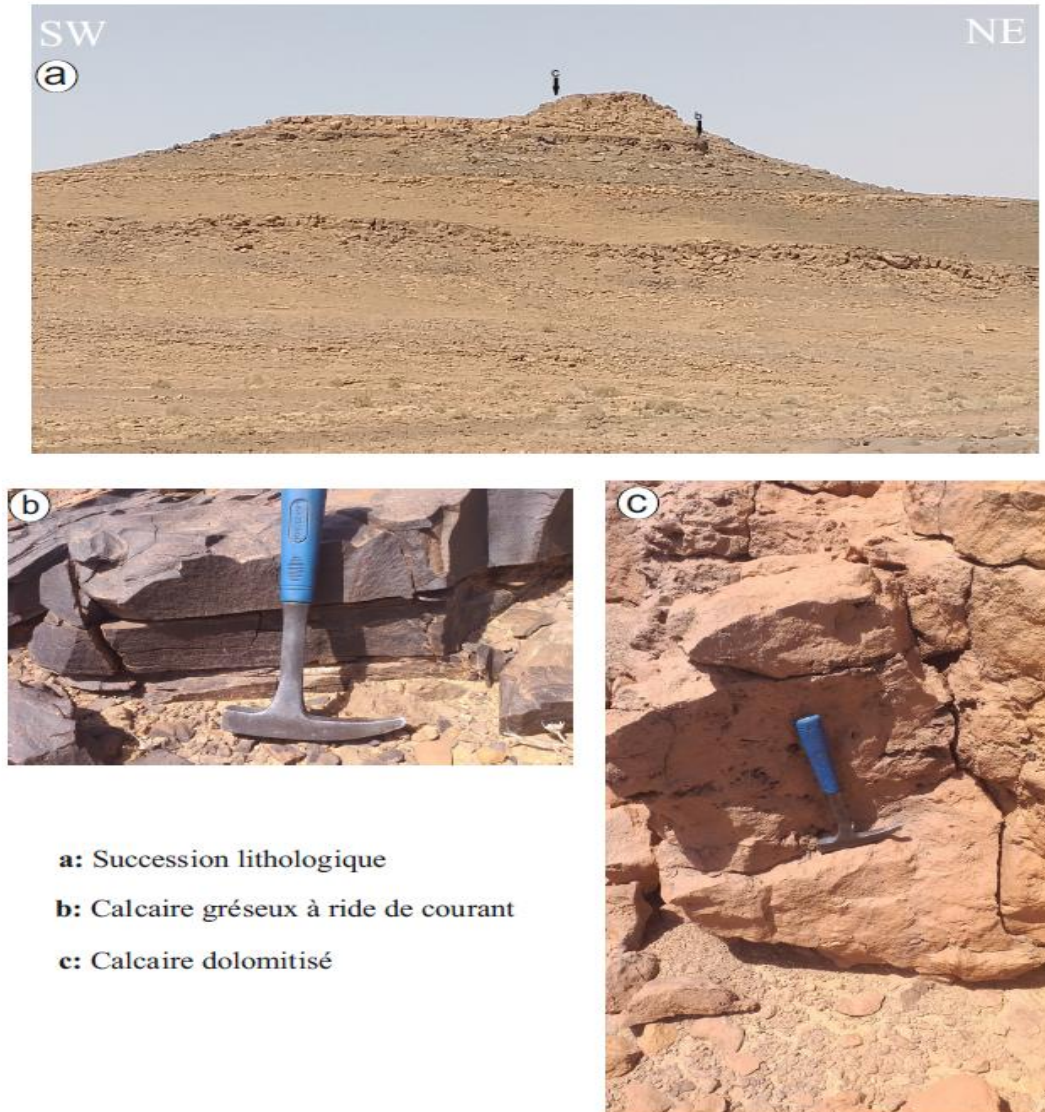 SW
NE
a
c
b
b
c
a: Succession lithologique
b: Calcaire gréseux à ride de courant
c: Calcaire dolomitisé